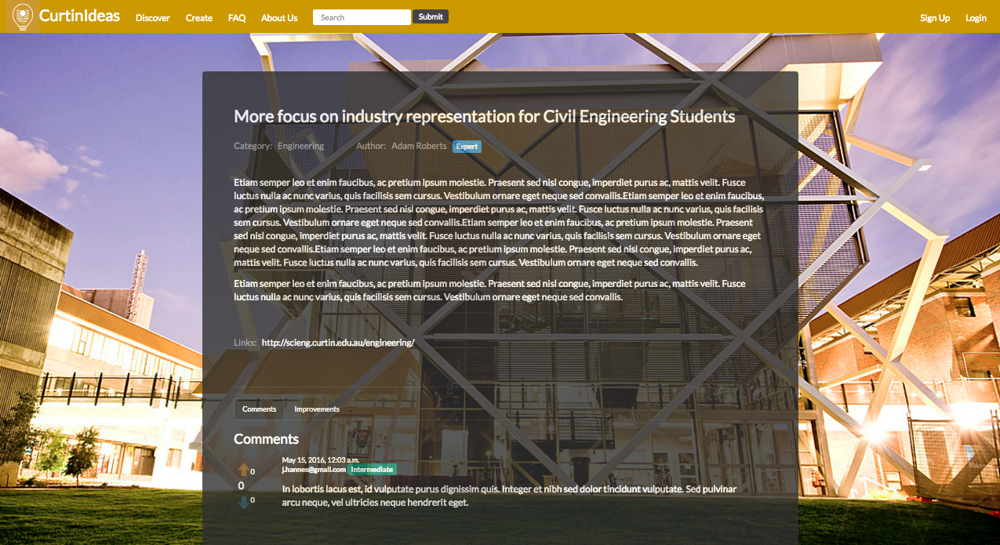 CurtinIdeas Discover Create FAQ About Us Search Submit Sign Up Login
More focus on industry representation for Civil Engineering Students
Category: Engineering Author: Adam Roberts Expert
Etiam semper leo et enim faucibus, ac pretium ipsum molestie. Praesent sed nisl congue, imperdiet purus ac, mattis velit. Fusce
luctus nulla ac nunc varius, quis facilisis sem cursus. Vestibulum ornare eget neque sed convallis.Etiam semper leo et enim faucibus,
ac pretium ipsum molestie. Praesent sed nisl congue, imperdiet purus ac, mattis velit. Fusce luctus nulla ac nunc varius, quis facilisis
sem cursus. Vestibulum ornare eget neque sed convallis.Etiam semper leo et enim faucibus, ac pretium ipsum molestie. Praesent
sed nisl congue, imperdiet purus ac, mattis velit. Fusce luctus nulla ac nunc varius, quis facilisis sem cursus. Vestibulum ornare eget
neque sed convallis.Etiam semper leo et enim faucibus, ac pretium ipsum molestie. Praesent sed nisl congue, imperdiet purus ac,
mattis velit. Fusce luctus nulla ac nunc varius, quis facilisis sem cursus. Vestibulum ornare eget neque sed convallis.
Etiam semper leo et enim faucibus, ac pretium ipsum molestie. Praesent sed nisl congue, imperdiet purus ac, mattis velit. Fusce
luctus nulla ac nunc varius, quis facilisis sem cursus. Vestibulum ornare eget neque sed convallis.
Links: http://scieng.curtin.edu.au/engineering/
Comments Improvements
Comments
May 15, 2016, 12:03 a.m.
0 j.hannes@gmail.com Intermediate
0
In lobortis lacus est, id vulputate purus dignissim quis. Integer et nibh sed dolor tincidunt vulputate. Sed pulvinar
0 arcu neque, vel ultricies neque hendrerit eget.